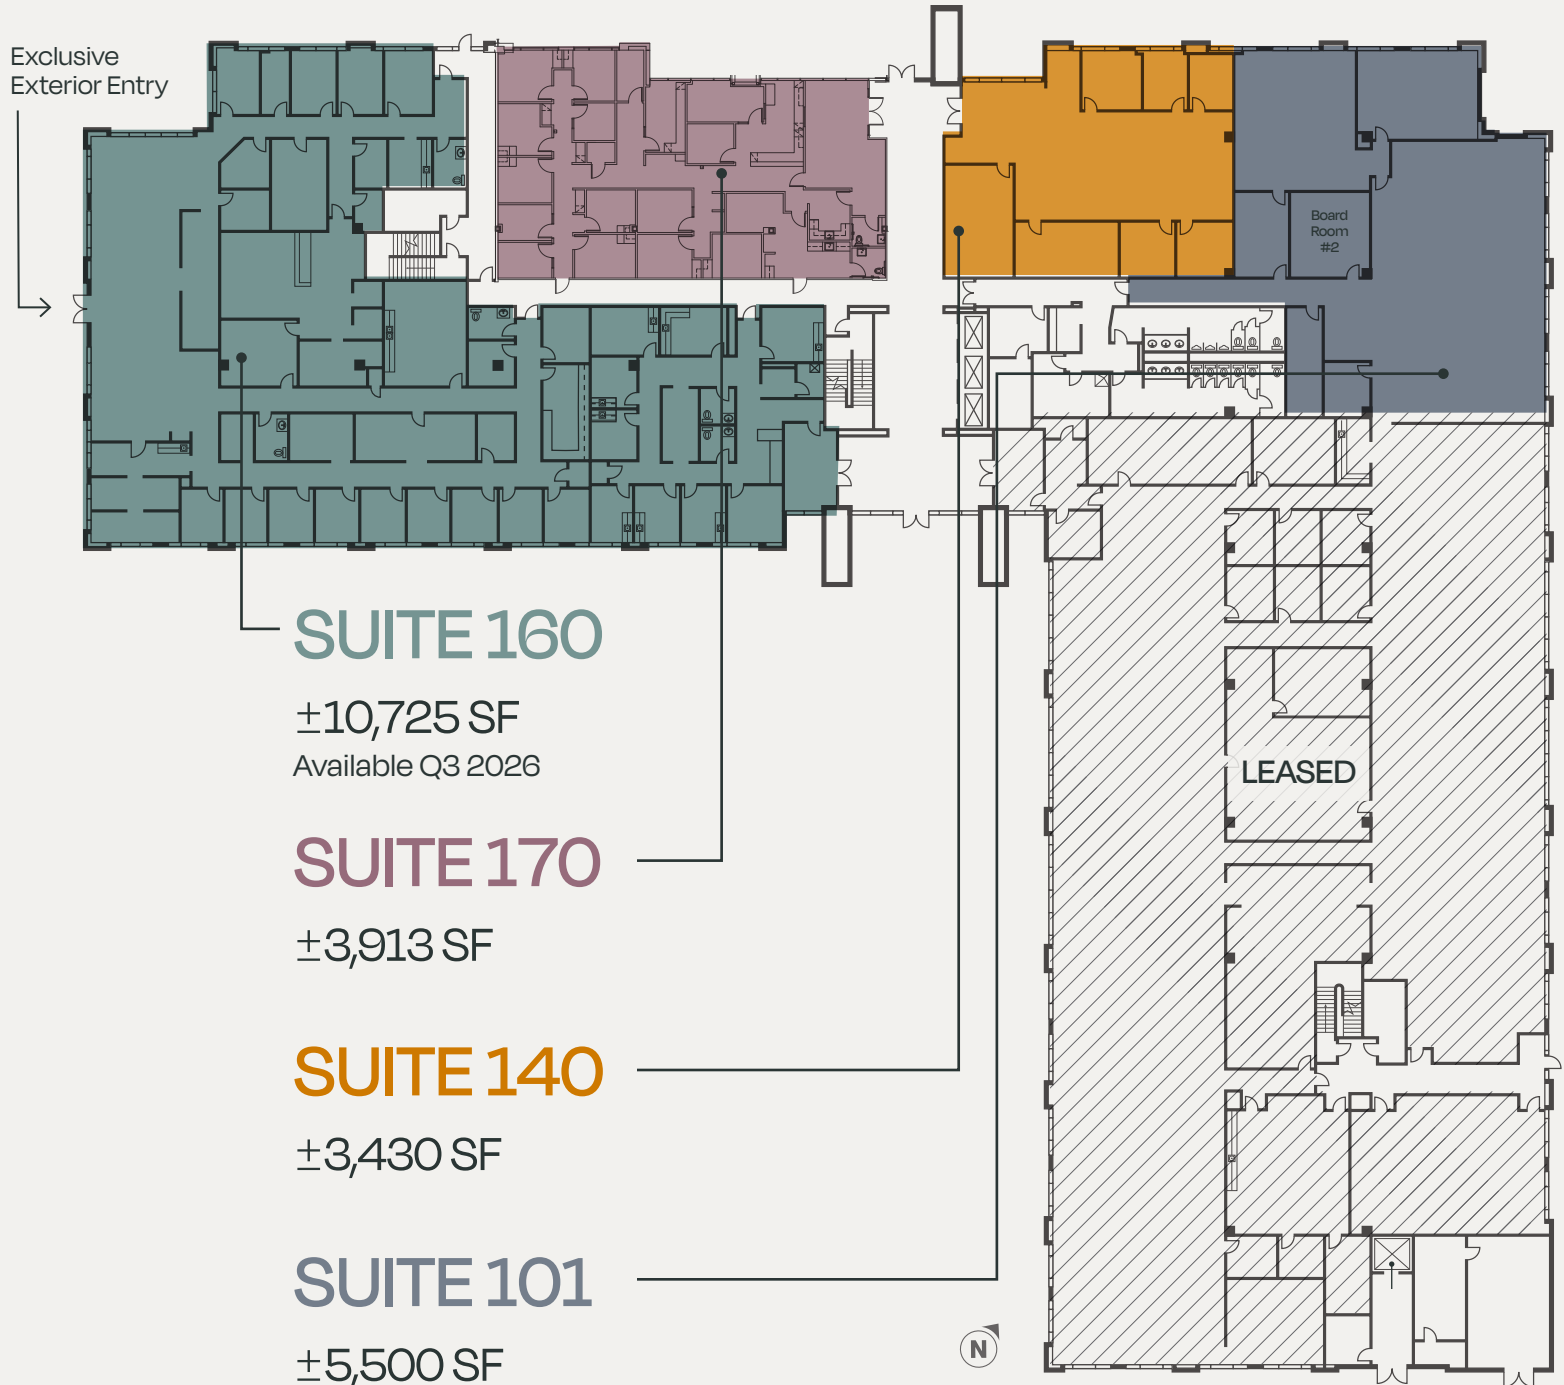 Exclusive
Exterior Entry
Board
Room
#2
SUITE 160
±10,725 SF
Available Q3 2026
LEASED
SUITE 170
±3,913 SF
SUITE 140
±3,430 SF
SUITE 101
±5,500 SF
N